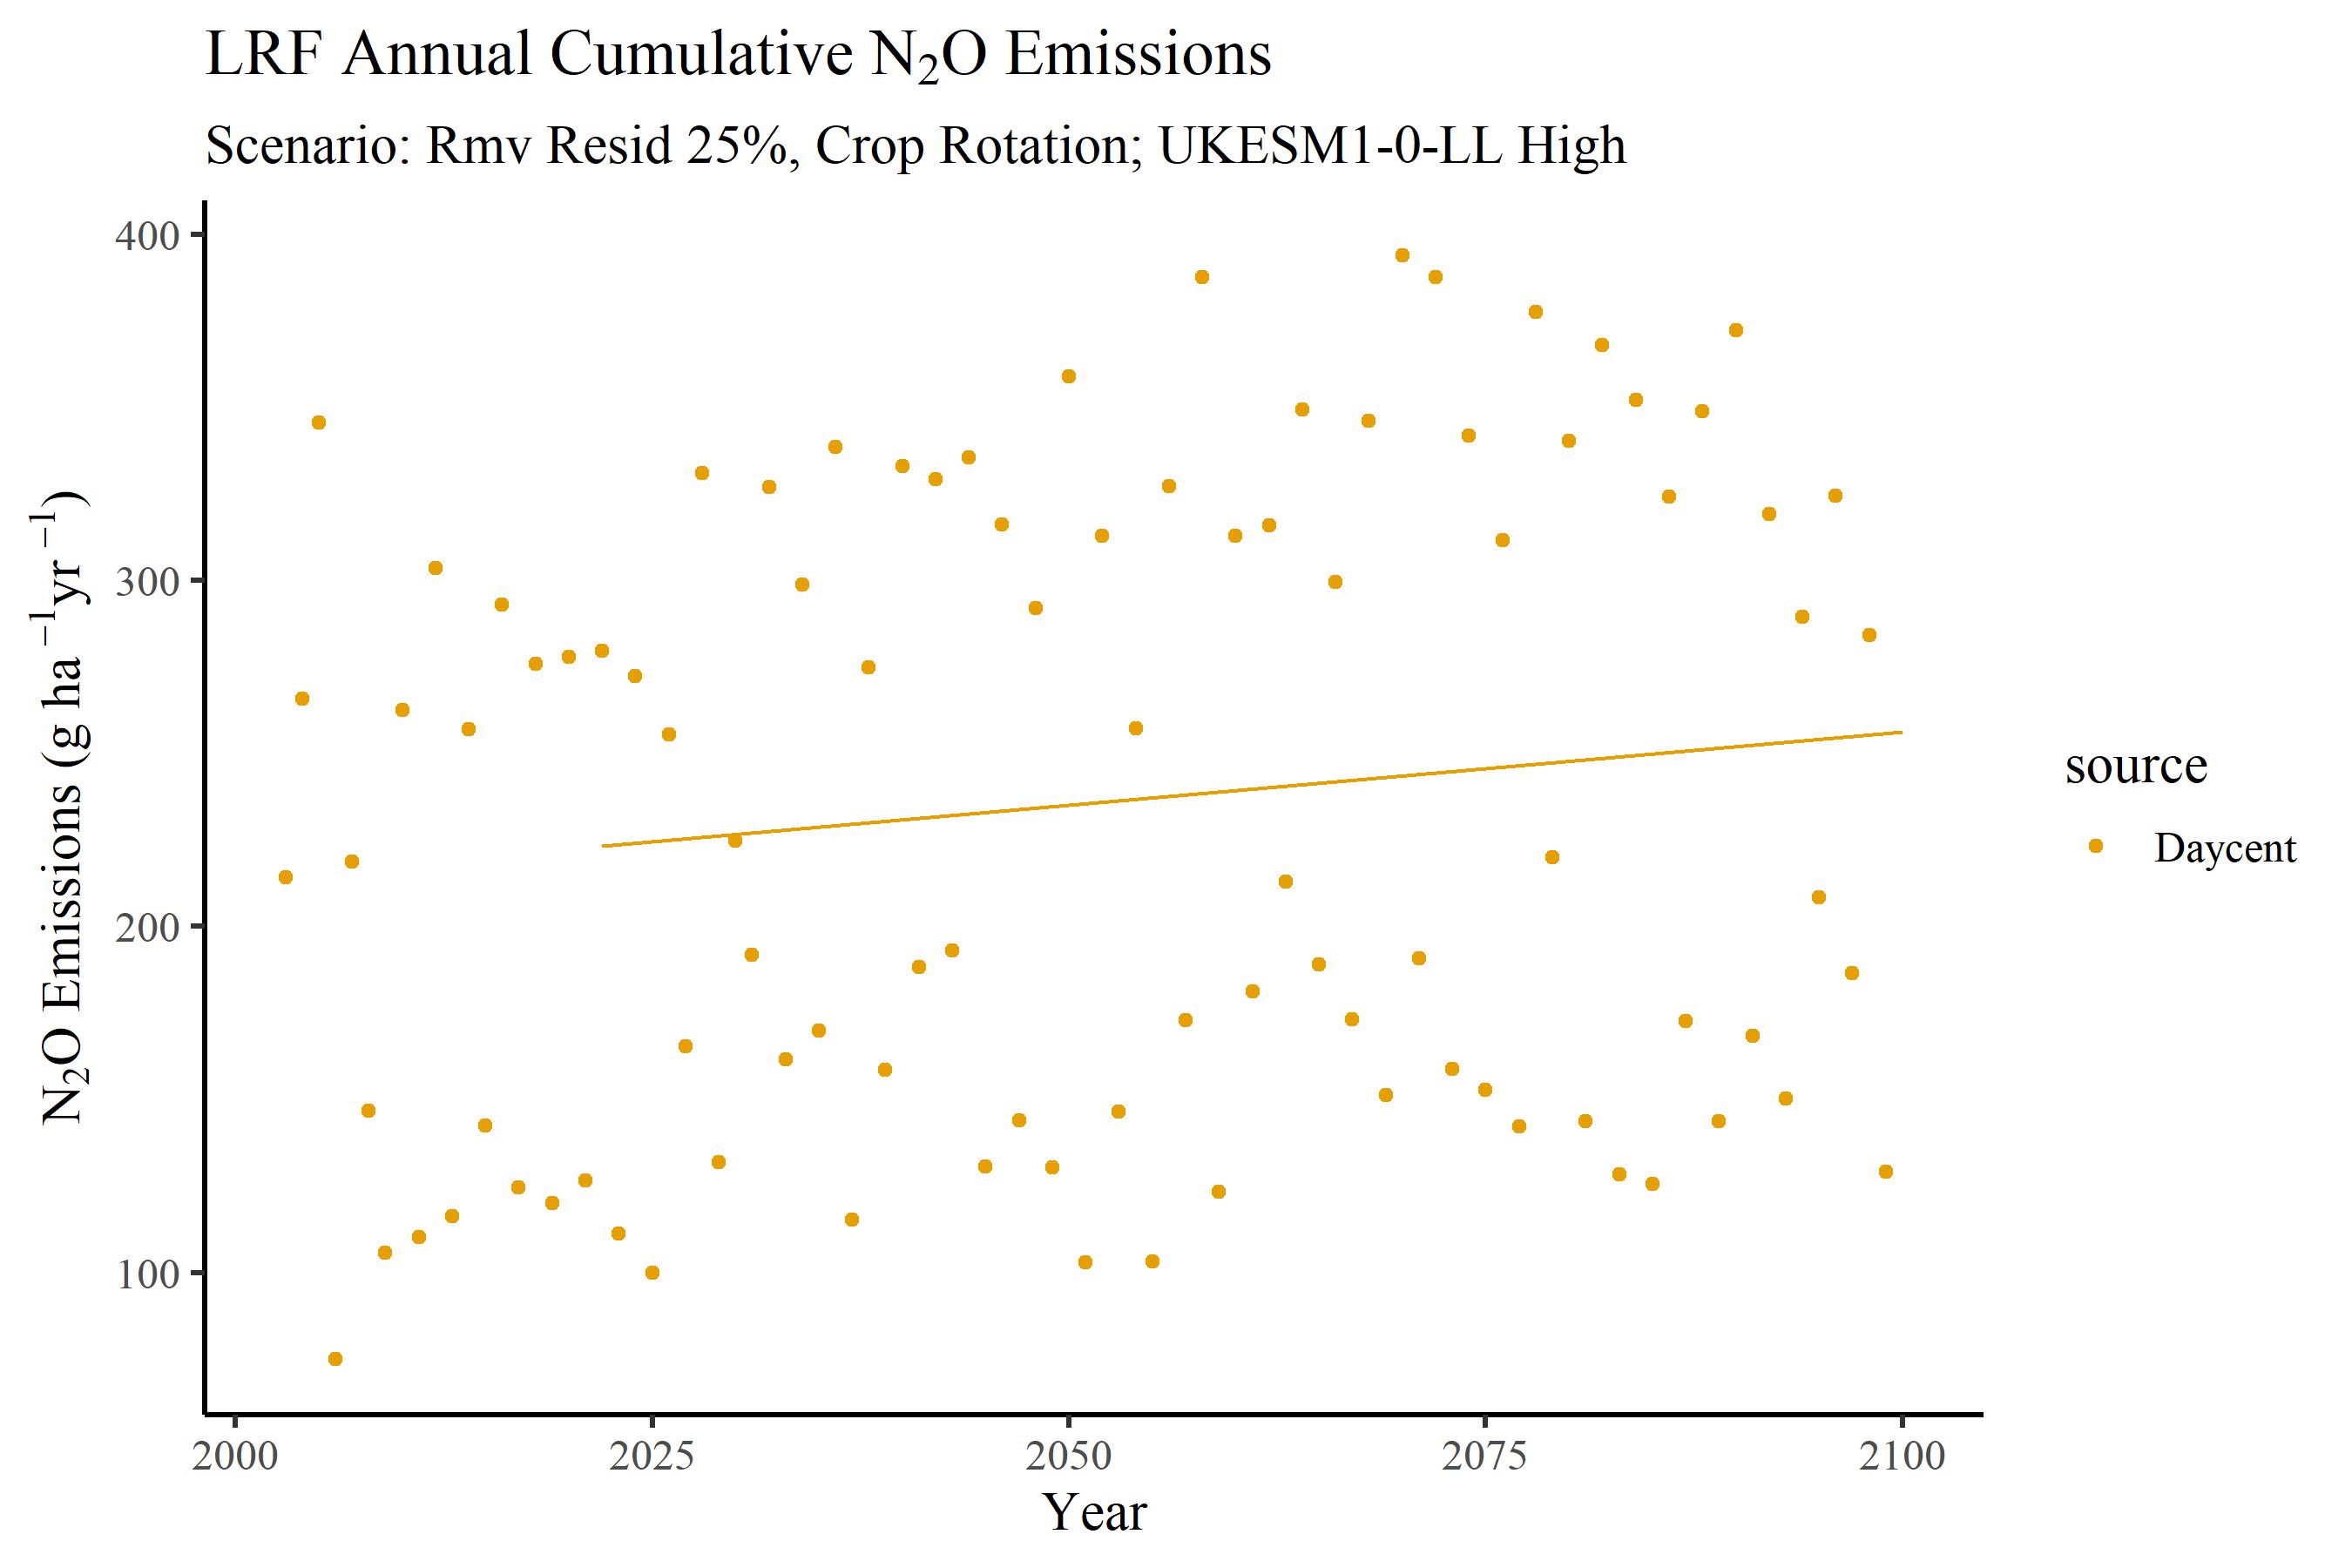 LRF Annual Cumulative N₂O Emissions
Scenario: Rmv Resid 25%, Crop Rotation; UKESM1-0-LL High
N₂O Emissions (g ha⁻¹yr⁻¹)
400
300
200
100
2000
2025
2050
2075
2100
Year
source
Daycent